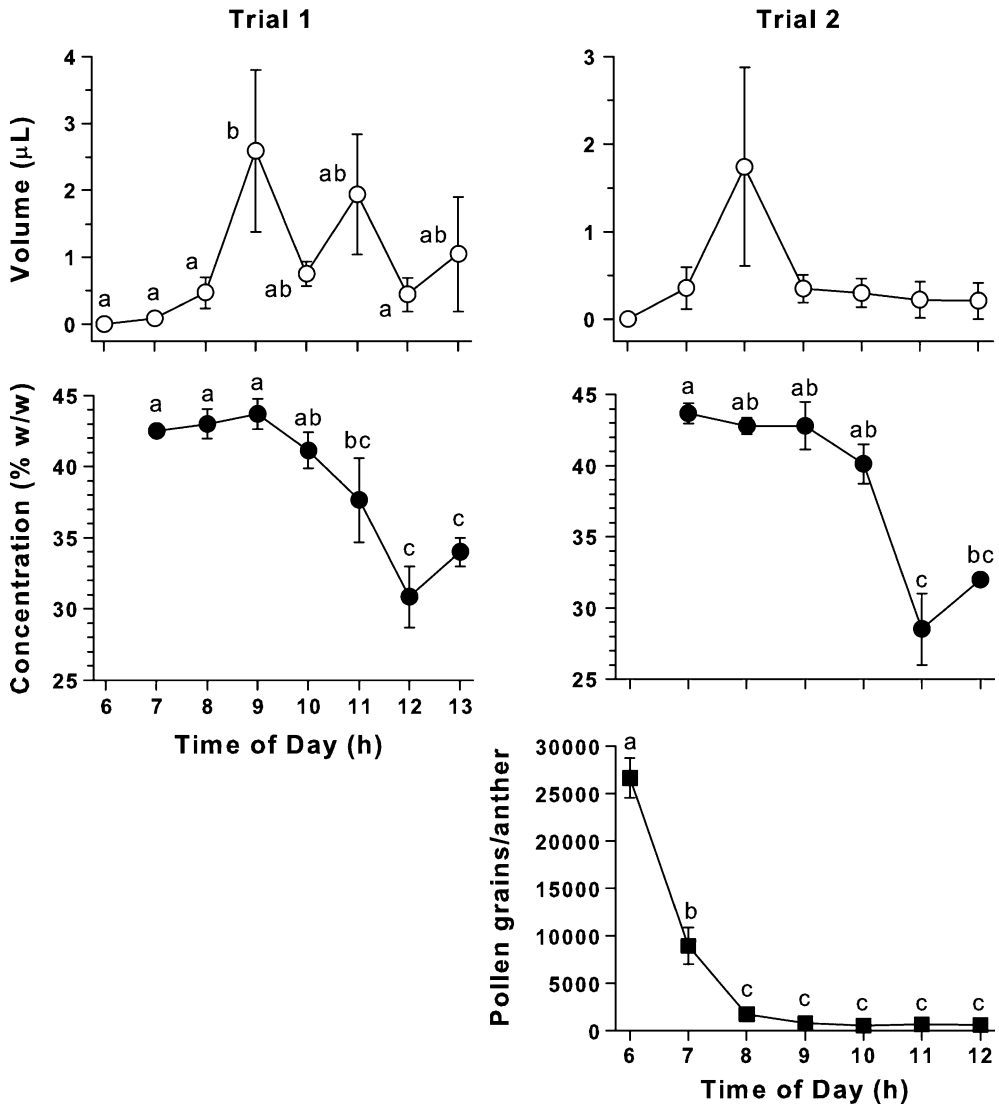 Trial 1
Trial 2
Volume (µL)
4
3
2
1
0
a
a
a
b
ab
ab
a
ab
3
2
1
0
Concentration (% w/w)
45
40
35
30
25
a
a
a
ab
bc
c
c
6 7 8 9 10 11 12 13
Time of Day (h)
45
40
35
30
25
a
ab
ab
ab
c
bc
Pollen grains/anther
30000
25000
20000
15000
10000
5000
0
a
b
c
c
c
c
c
6 7 8 9 10 11 12
Time of Day (h)